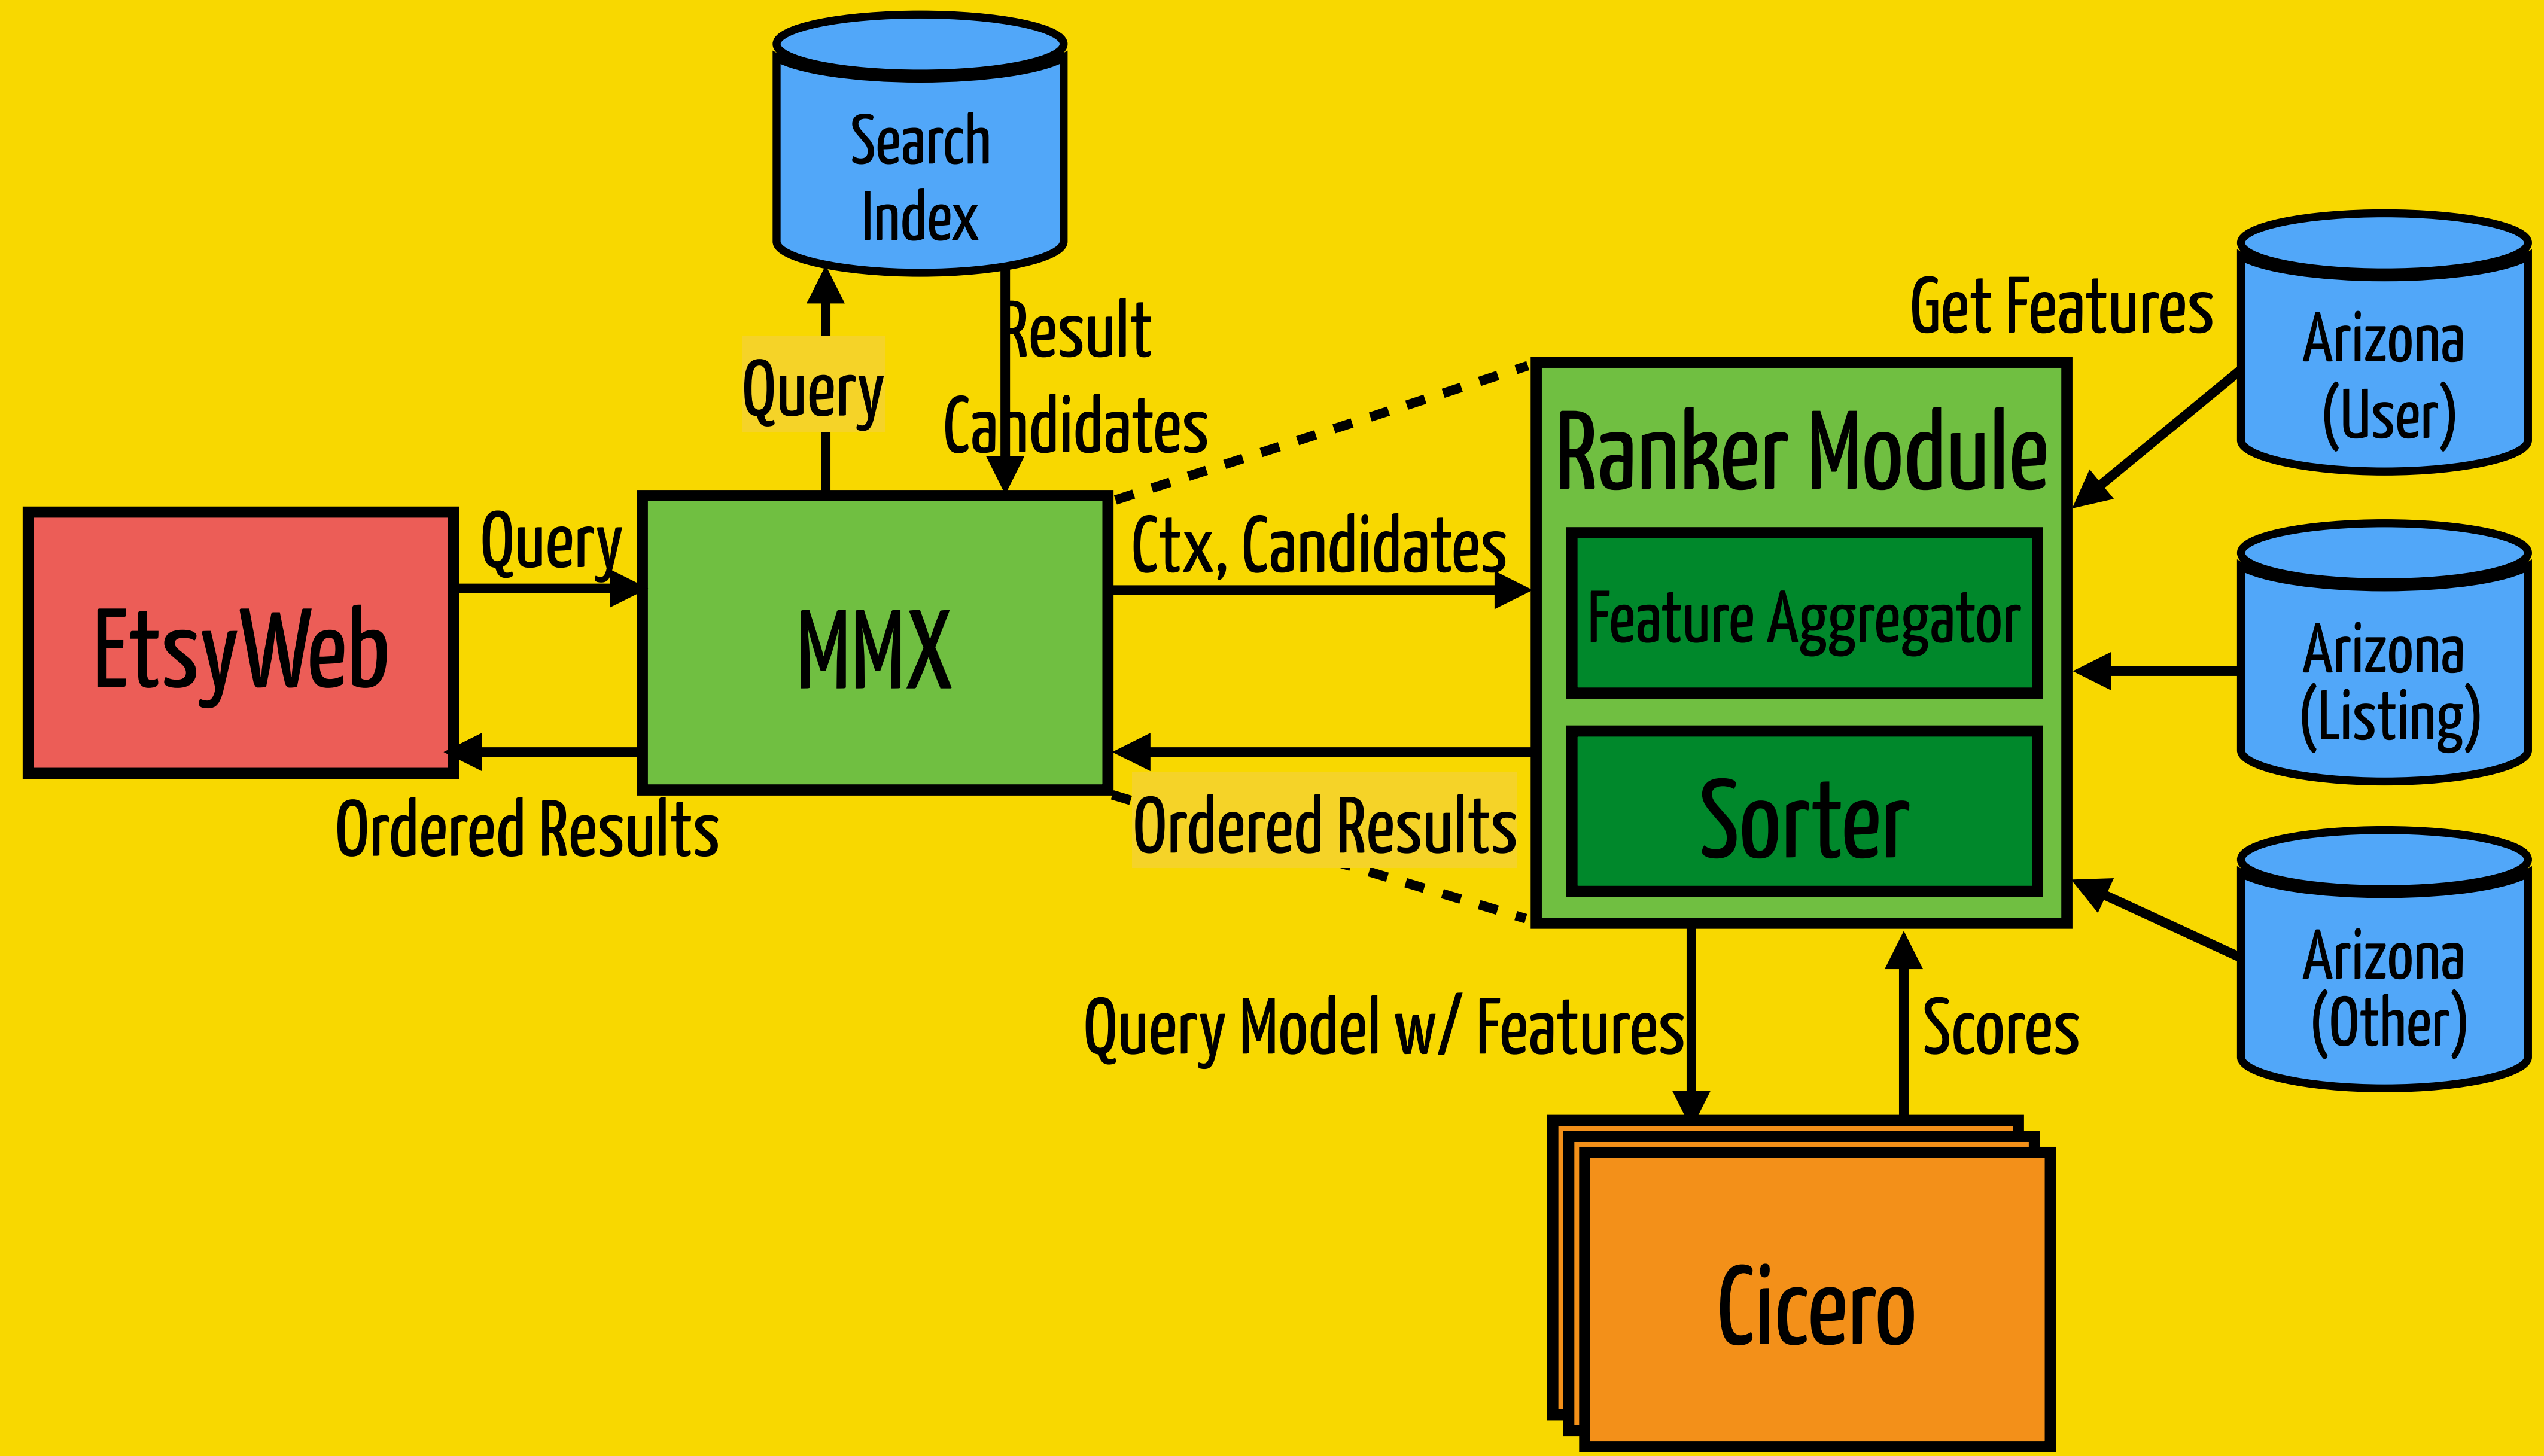 Search
Index
Query
Result
Candidates
EtsyWeb
Query
MMX
Ordered Results
Ctx, Candidates
Ordered Results
Ranker Module
Feature Aggregator
Sorter
Get Features
Arizona
(User)
Arizona
(Listing)
Arizona
(Other)
Query Model w/ Features
Scores
Cicero